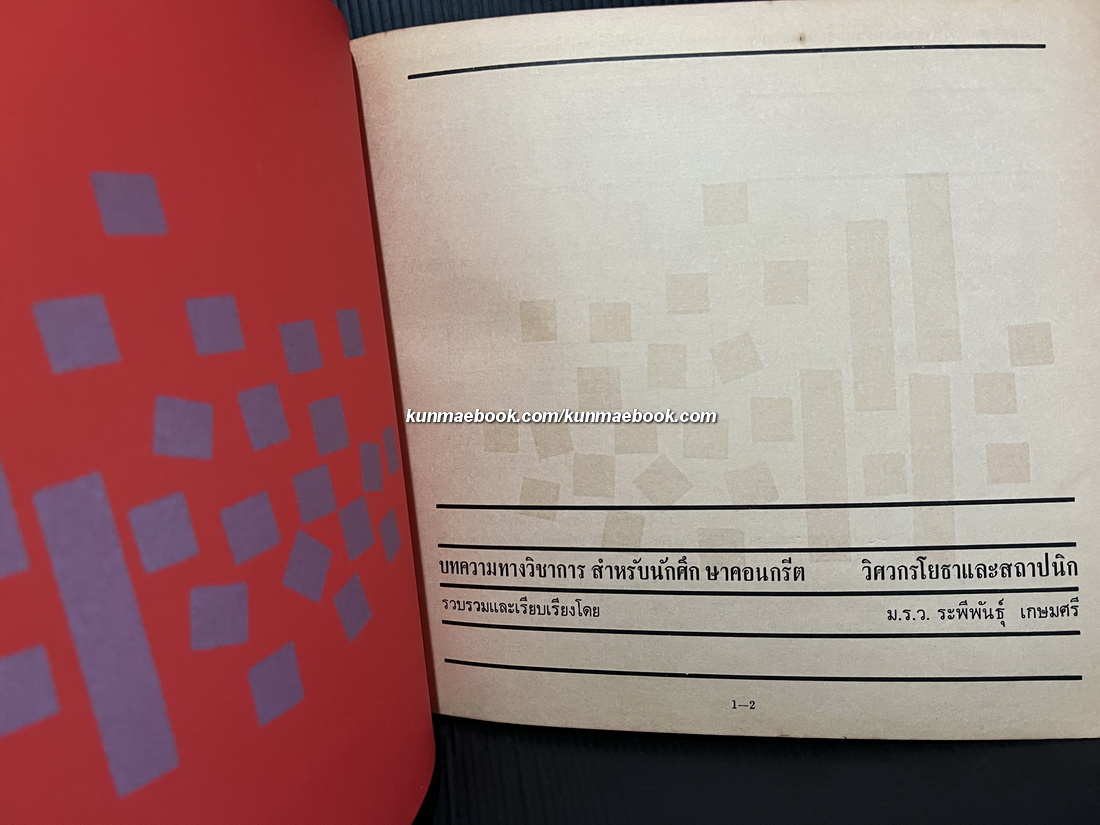 kunmaebook.com/kunmaebook.com
บทความทางวิชาการ สำหรับนักศึก ษาคอนกรีต วิศวกรโยธาและสถาปนิก
รวบรวมและเรียบเรียงโดย ม.ร.ว. ระพีพันธุ์ เกษมศรี
1—2